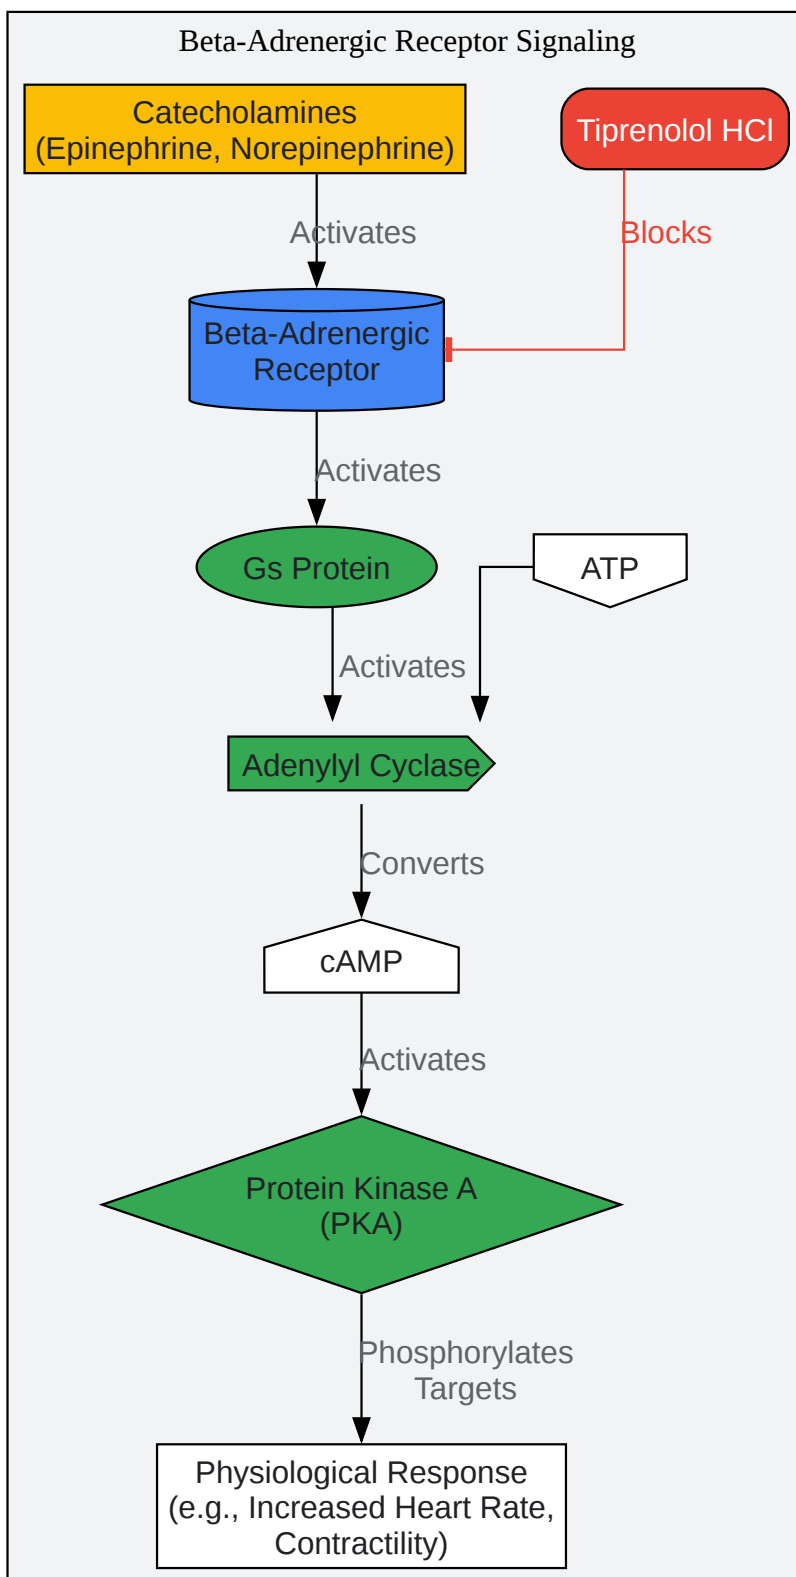 Beta-Adrenergic Receptor Signaling
Catecholamines
(Epinephrine, Norepinephrine)
Tiprenolol HCl
Activates
Blocks
Beta-Adrenergic
Receptor
Activates
Gs Protein
ATP
Activates
Adenylyl Cyclase
Converts
cAMP
Activates
Protein Kinase A
(PKA)
Phosphorylates
Targets
Physiological Response
(e.g., Increased Heart Rate,
Contractility)